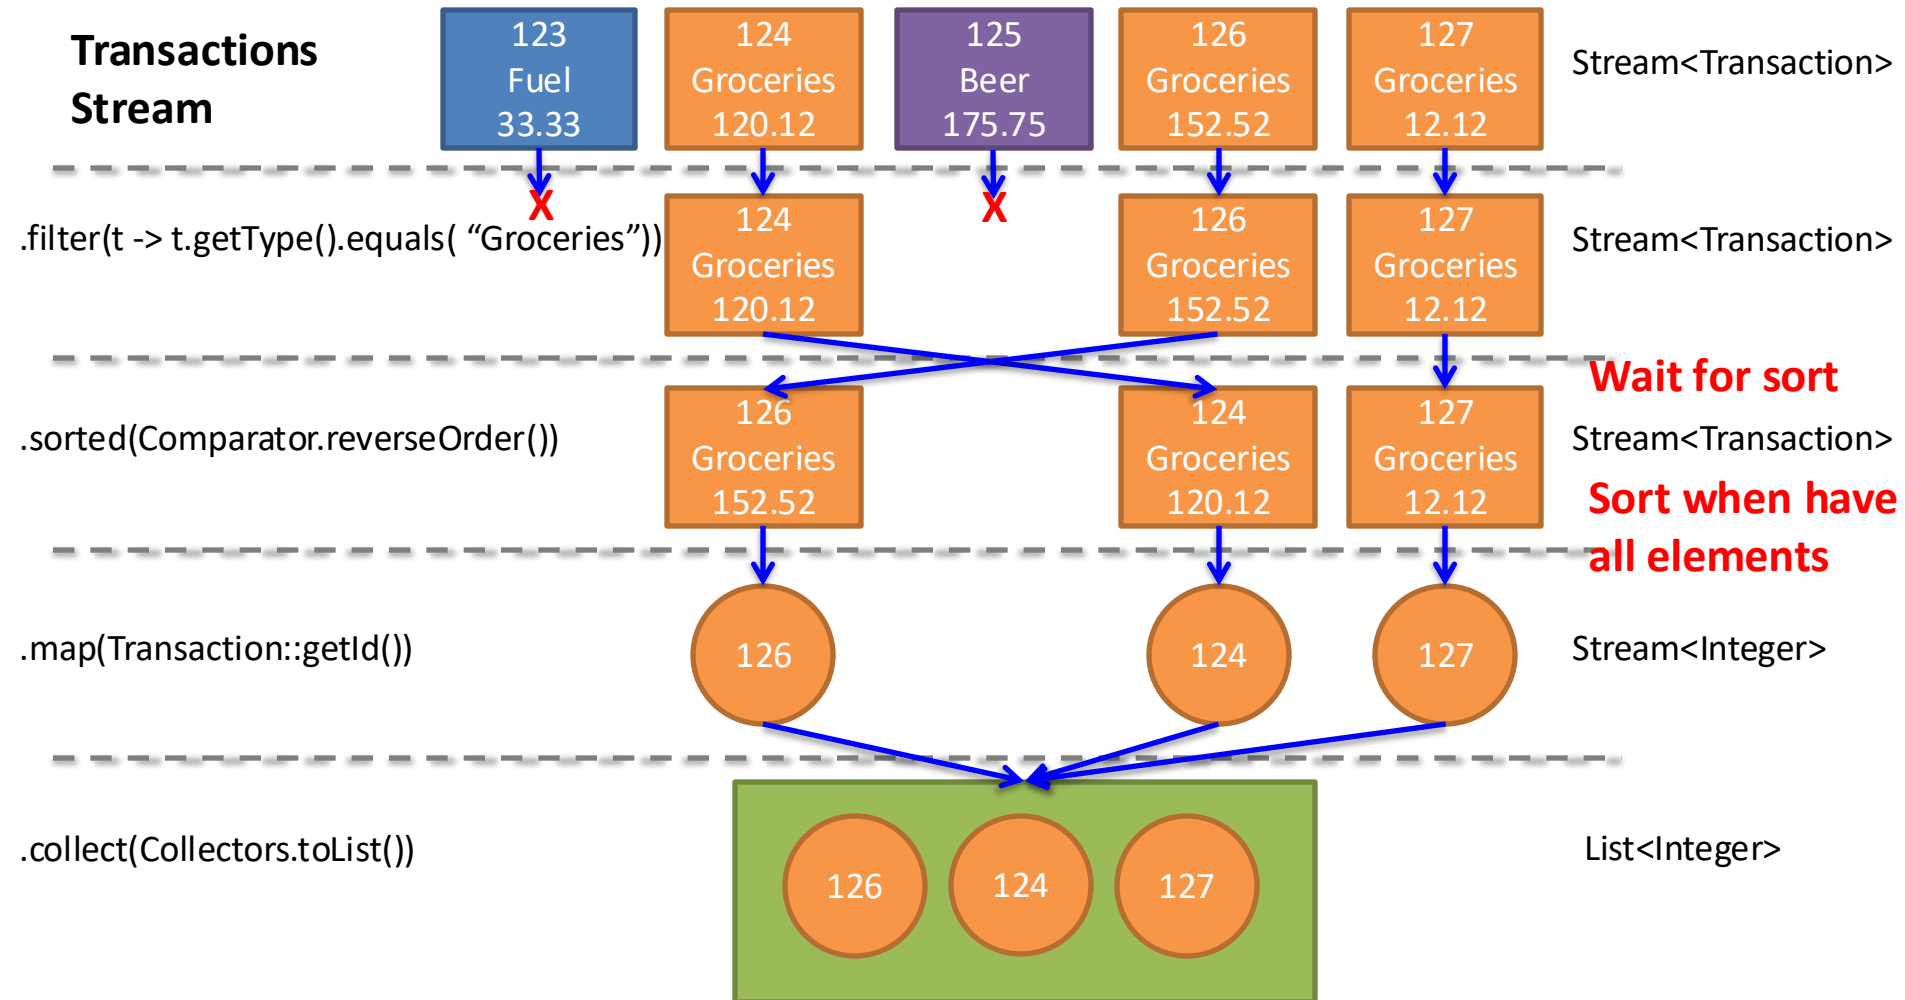 Transactions
Stream
123
Fuel
33.33
124
Groceries
120.12
125
Beer
175.75
126
Groceries
152.52
127
Groceries
12.12
Stream<Transaction>
X
X
.filter(t -> t.getType().equals( “Groceries”))
124
Groceries
120.12
126
Groceries
152.52
127
Groceries
12.12
Stream<Transaction>
Wait for sort
.sorted(Comparator.reverseOrder())
126
Groceries
152.52
124
Groceries
120.12
127
Groceries
12.12
Stream<Transaction>
Sort when have
all elements
.map(Transaction::getId())
126
124
127
Stream<Integer>
.collect(Collectors.toList())
126
124
127
List<Integer>